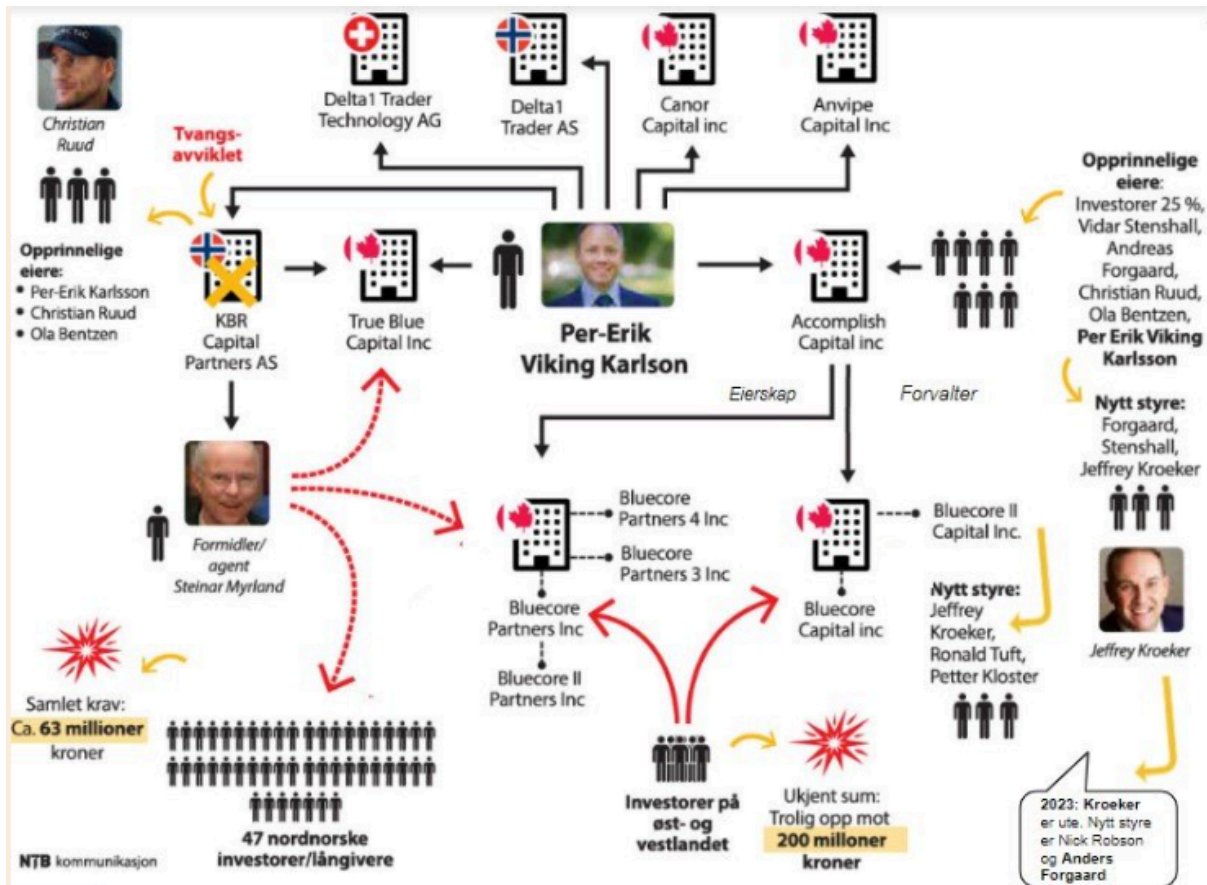 Christian
Ruud
Tvangs-
avviklet
Opprinnelige
eiere:
• Per-Erik Karlsson
• Christian Ruud
• Ola Bentzen
Delta1 Trader
Technology AG
Delta1
Trader AS
Canor
Capital inc
Anvipe
Capital Inc
KBR
Capital
Partners AS
True Blue
Capital Inc
Per-Erik
Viking Karlson
Accomplish
Capital inc
Opprinnelige
eiere:
Investorer 25 %,
Vidar Stenshall,
Andreas
Forgaard,
Christian Ruud,
Ola Bentzen,
Per Erik Viking
Karlsson
Eierskap
Forvalter
Nytt styre:
Forgaard,
Stenshall,
Jeffrey Kroeker
Jeffrey Kroeker
Formidler/
agent
Steinar Myrland
Bluecore
Partners 4 Inc
Bluecore
Partners 3 Inc
Bluecore
Partners Inc
Bluecore II
Partners Inc
Bluecore II
Capital Inc.
Bluecore
Capital inc
Nytt styre:
Jeffrey
Kroeker,
Ronald Tuft,
Petter Kloster
Samlet krav:
Ca. 63 millioner
kroner
47 nordnorske
investorer/långivere
Investorer på
øst- og
vestlandet
Ukjent sum:
Trolig opp mot
200 milloner
kroner
2023: Kroeker
er ute. Nytt styre
er Nick Robson
og Anders
Forgaard
NTB kommunikasjon